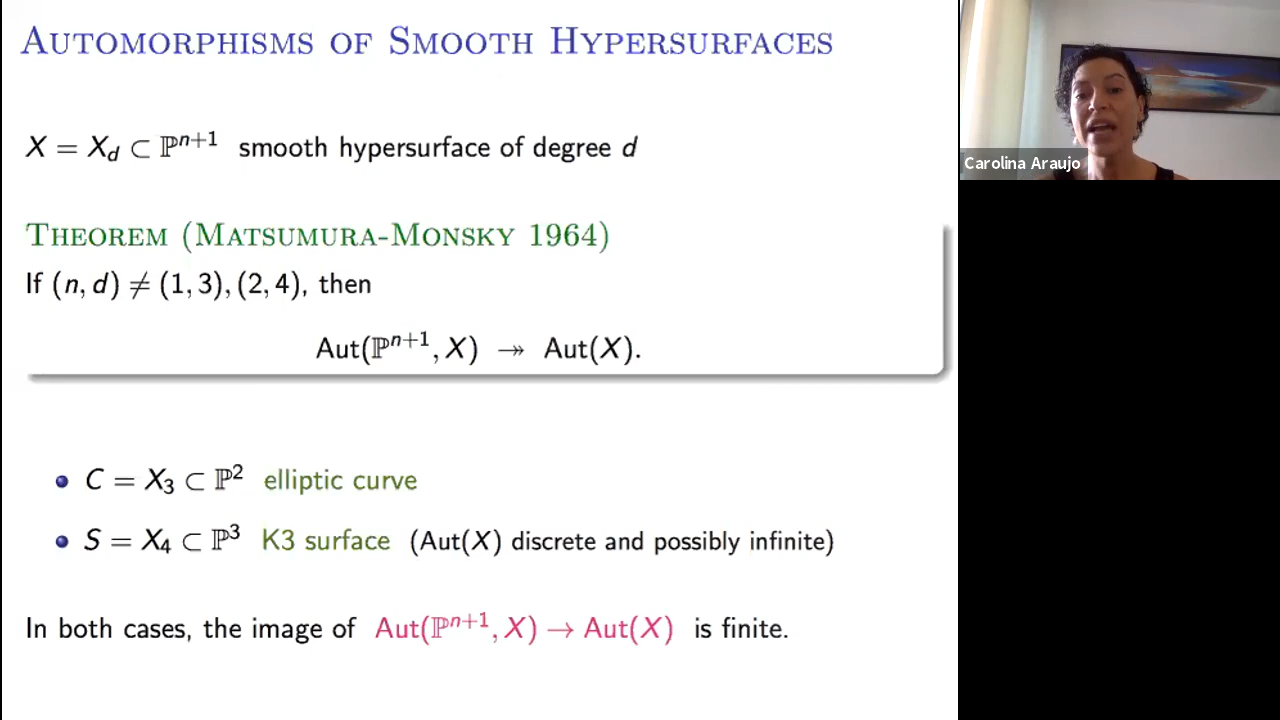 Automorphisms of Smooth Hypersurfaces
X = X_d ⊂ ℙ^{n+1} smooth hypersurface of degree d
Theorem (Matsumura-Monsky 1964)
If (n, d) ≠ (1, 3), (2, 4), then
Aut(ℙ^{n+1}, X) ↠ Aut(X).
• C = X_3 ⊂ ℙ^2 elliptic curve
• S = X_4 ⊂ ℙ^3 K3 surface (Aut(X) discrete and possibly infinite)
In both cases, the image of Aut(ℙ^{n+1}, X) → Aut(X) is finite.
Carolina Araujo